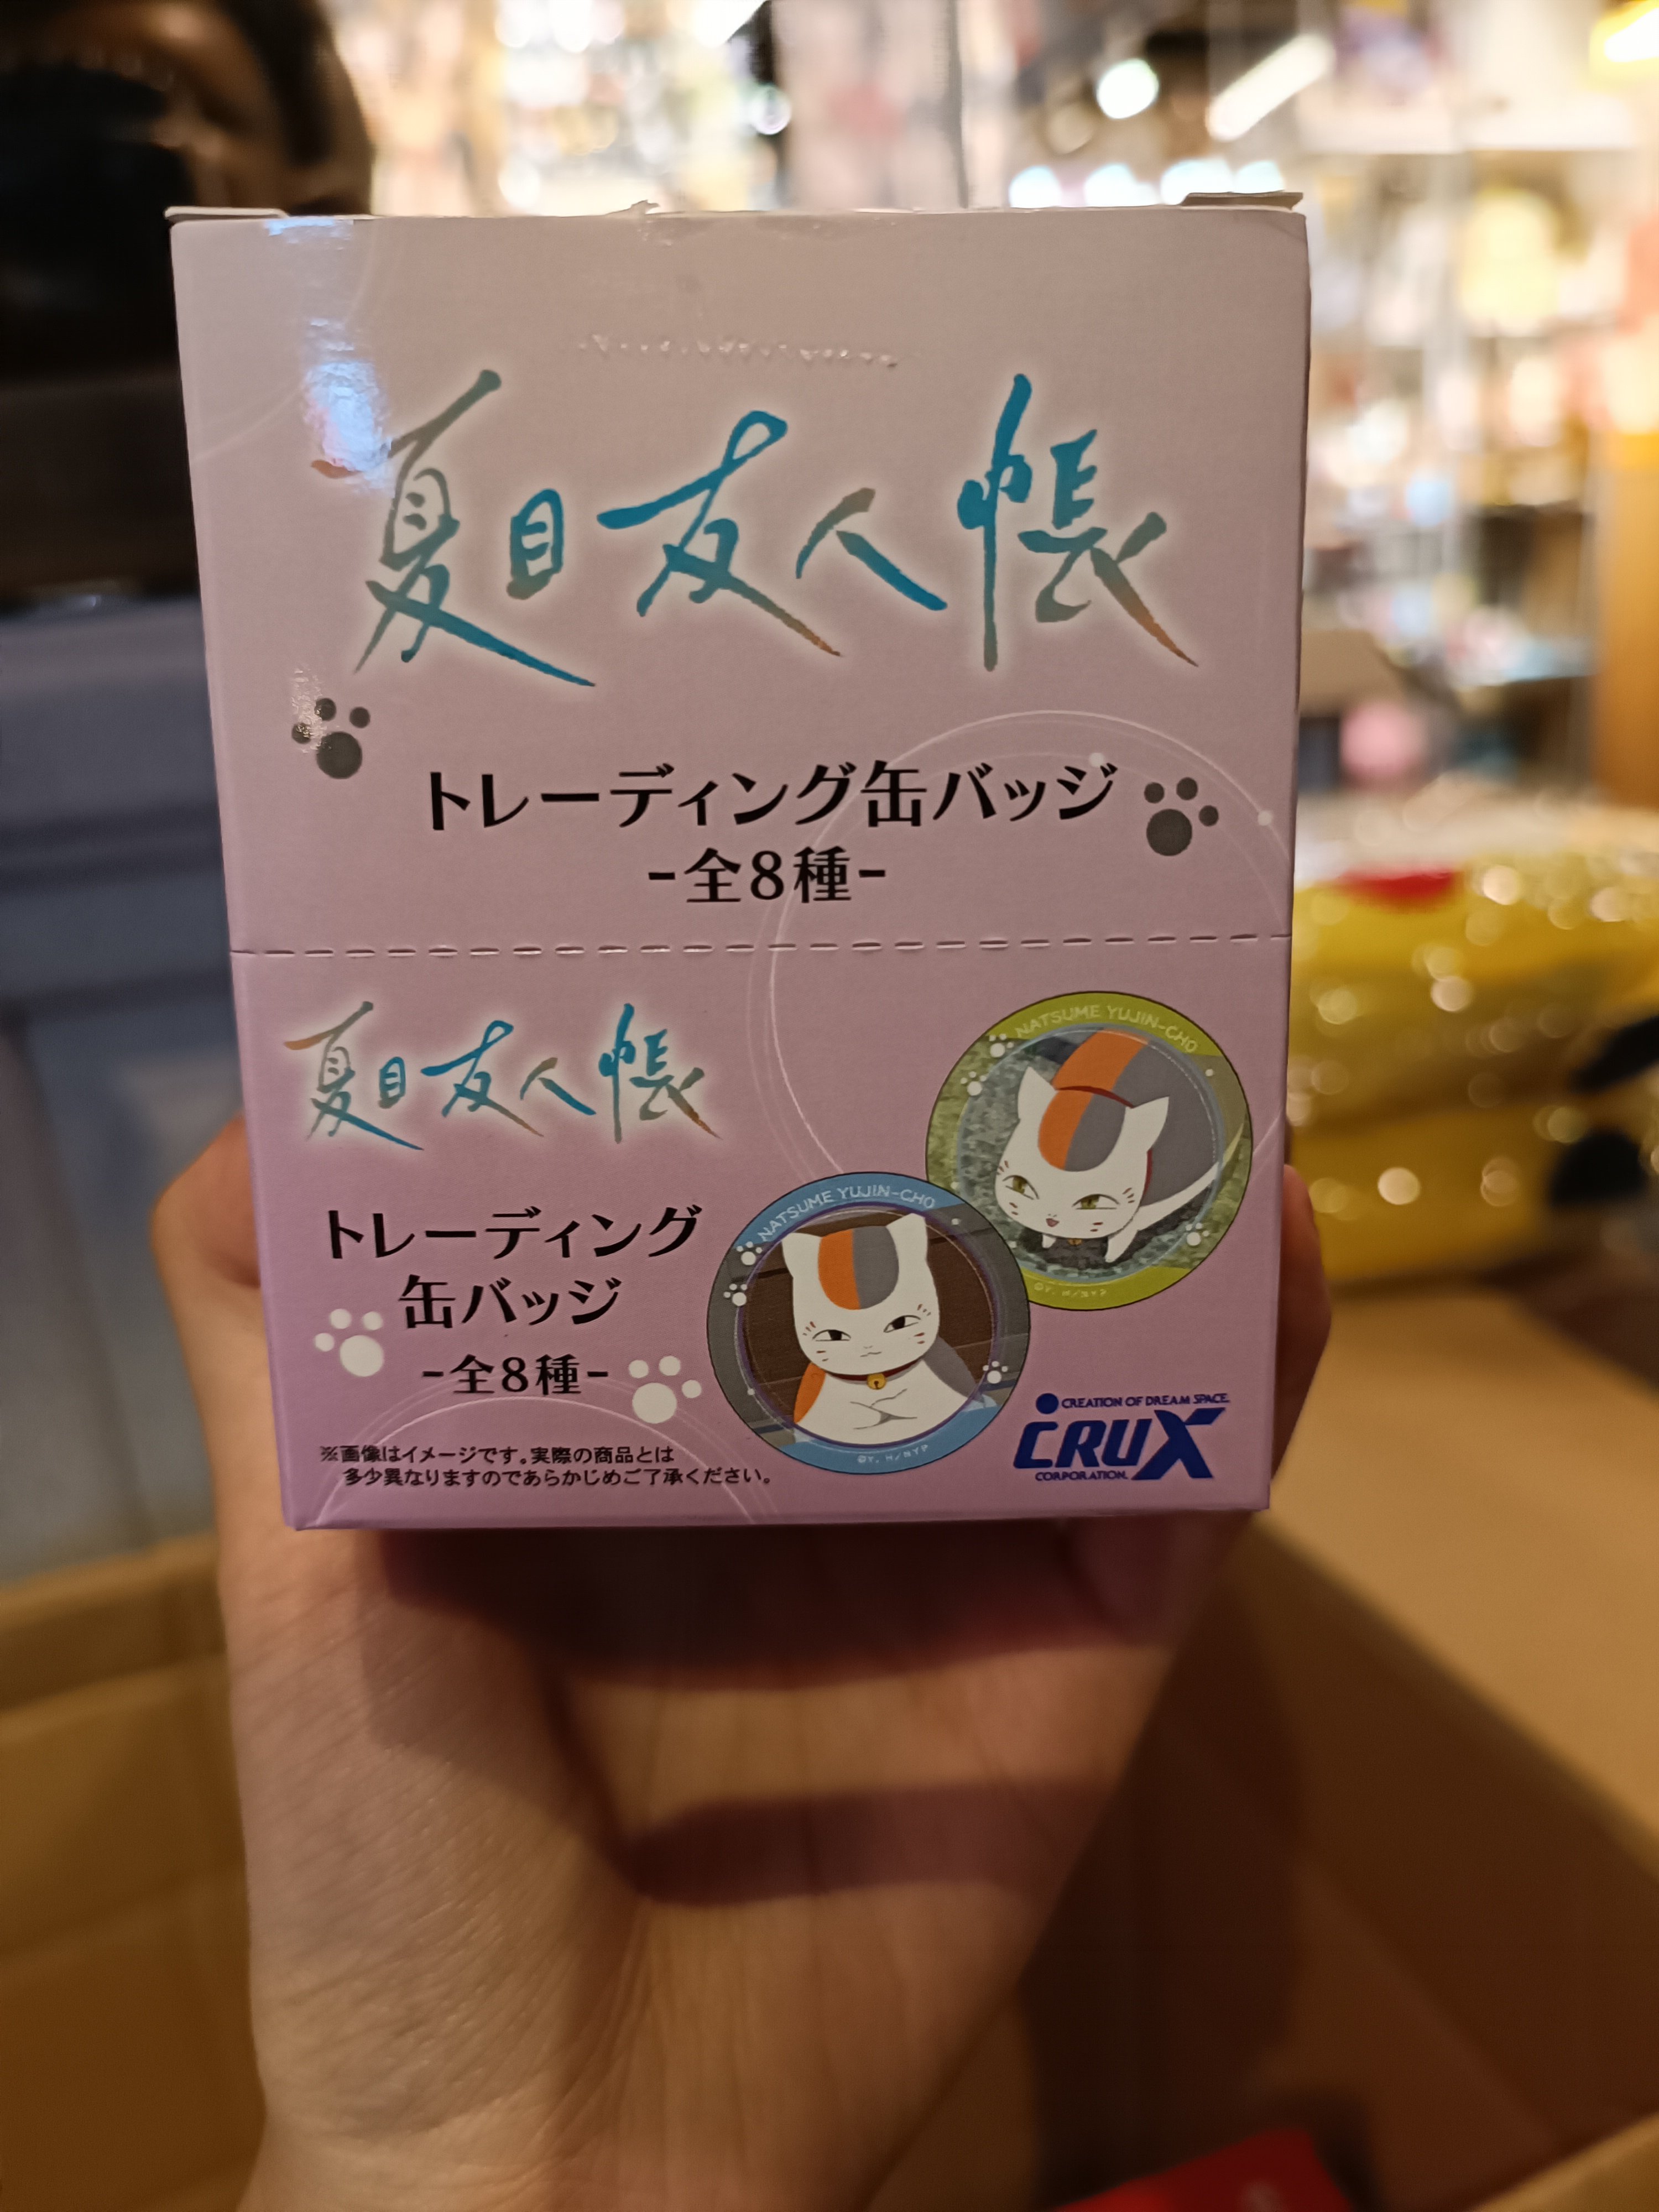 夏目友人帳
トレーディング缶バッジ
-全8種-
夏目友人帳
トレーディング
缶バッジ
-全8種-
※画像はイメージです。実際の商品とは
多少異なりますのであらかじめご了承ください。
NATSUME YUJIN-CHO
©Y. M/NYP
NATSUME YUJIN-CHO
©Y. M/NYP
CREATION OF DREAM SPACE.
CRUX
CORPORATION.